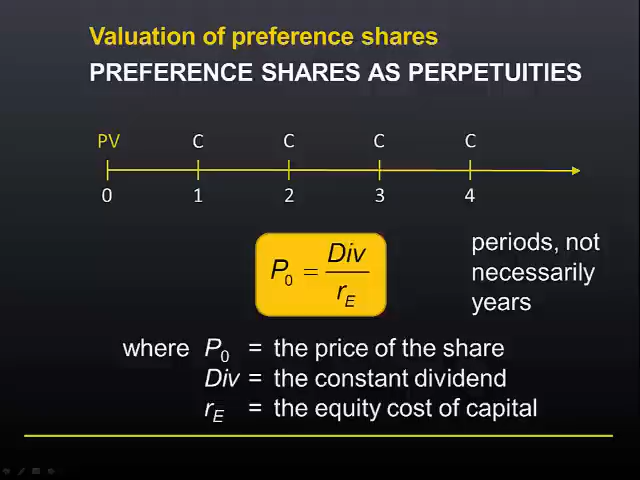 Valuation of preference shares
PREFERENCE SHARES AS PERPETUITIES
PV C C C C
0 1 2 3 4
P0 = Div / rE
periods, not
necessarily
years
where P0 = the price of the share
Div = the constant dividend
rE = the equity cost of capital